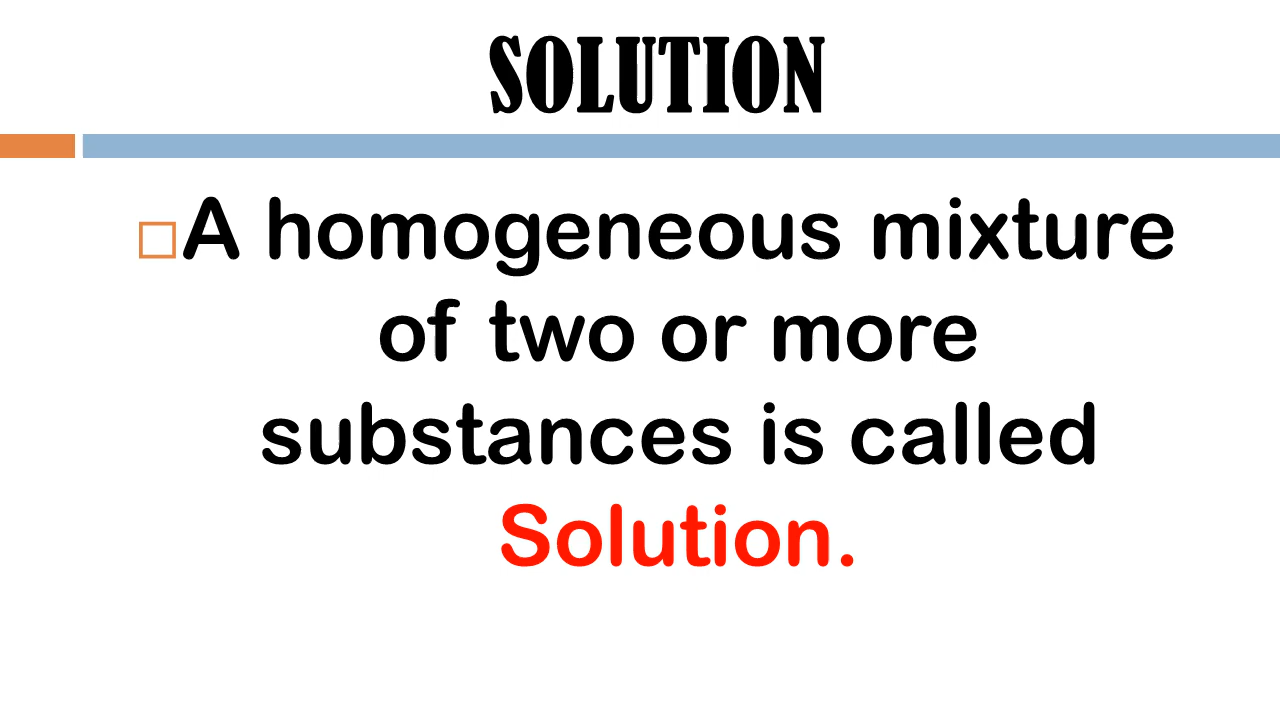 SOLUTION
A homogeneous mixture
of two or more
substances is called
Solution.